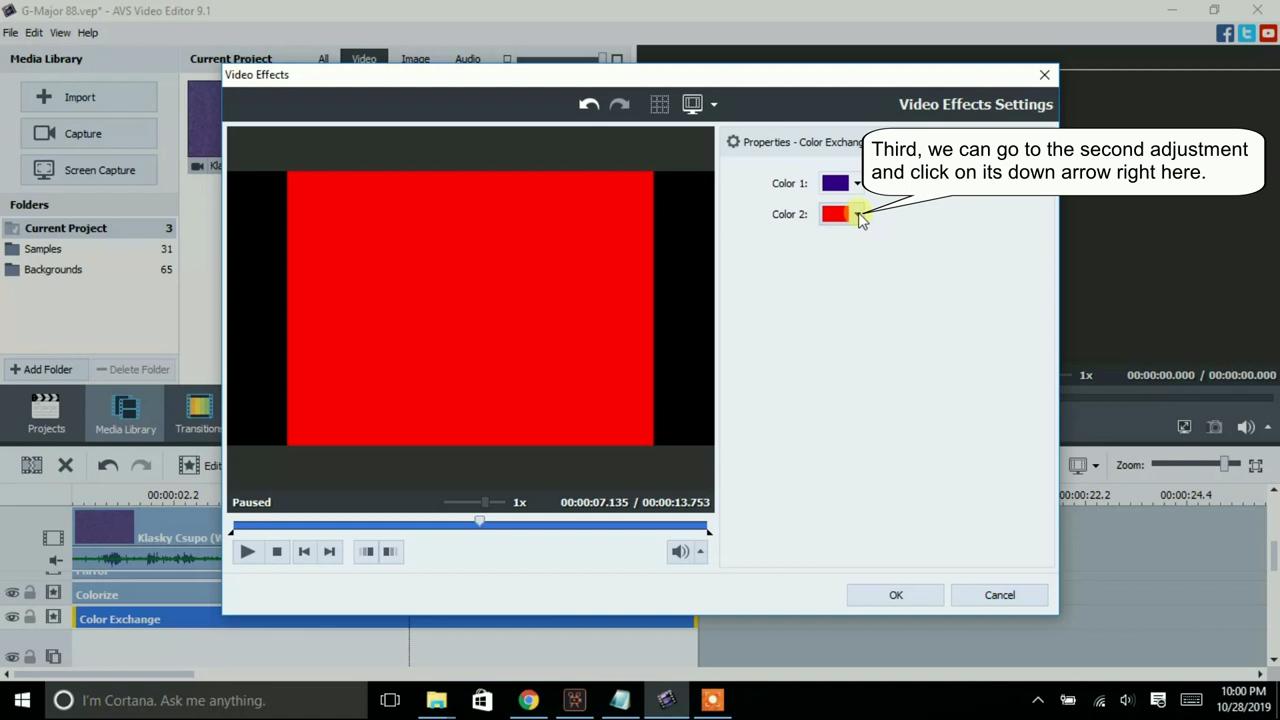 G-Major 88.vep* - AVS Video Editor 9.1
File Edit View Help
Media Library
Current Project
All
Video
Image
Audio
Import
Capture
Screen Capture
Folders
Current Project 3
Samples 31
Backgrounds 65
Add Folder
Delete Folder
Projects
Media Library
Video Effects
Video Effects Settings
Properties - Color Exchang
Third, we can go to the second adjustment
and click on its down arrow right here.
Color 1:
Color 2:
Paused
1x
00:00:07.135 / 00:00:13.753
OK
Cancel
1x
00:00:00.000 / 00:00:00.000
Zoom:
00:00:02.2
00:00:22.2
00:00:24.4
Klasky Csupo (
Mirror
Colorize
Color Exchange
I'm Cortana. Ask me anything.
10:00 PM
10/28/2019